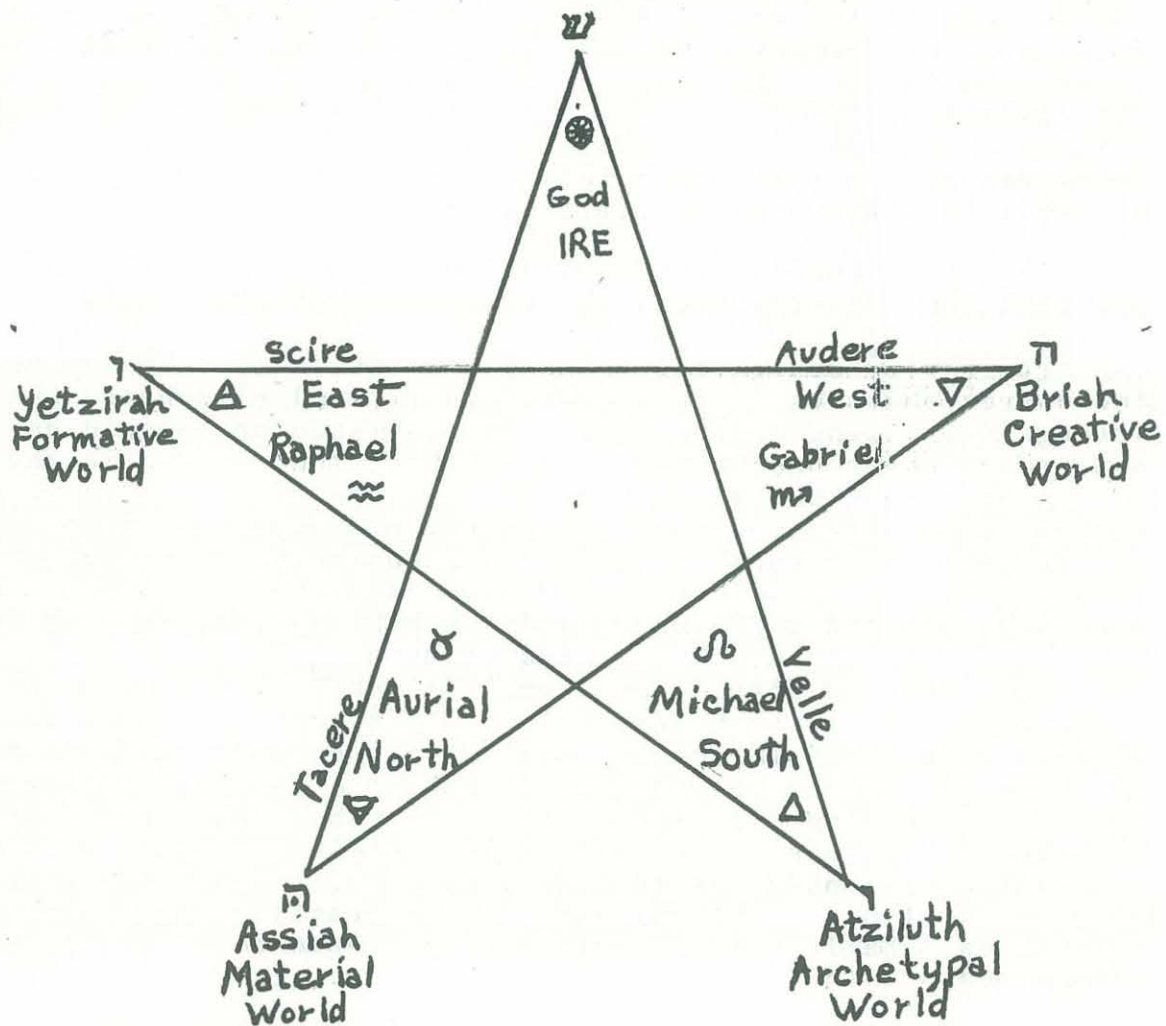 ש
God
IRE
Scire
Audere
ו
ה
East
West
Yetzirah
Formative
World
Briah
Creative
World
Raphael
Gabriel
Tacere
Aurial
North
Velle
Michael
South
ה
Assiah
Material
World
י
Atziluth
Archetypal
World